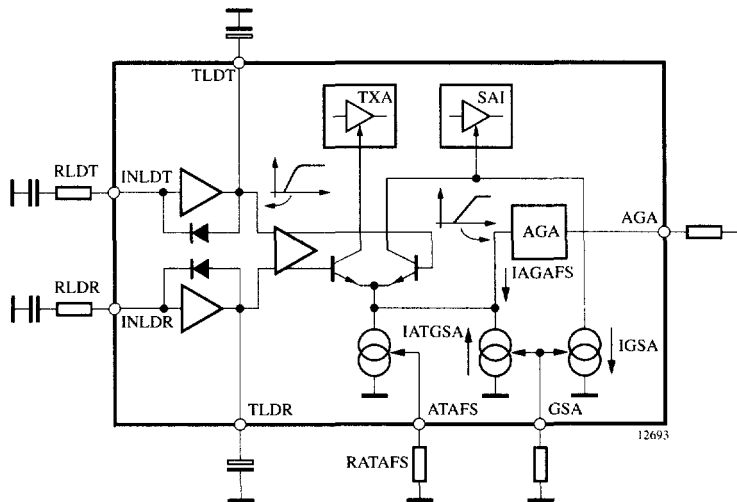 TLDT
TXA
SAI
RLDT
INLDT
AGA
AGA
RLDR
INLDR
IAGAFS
IATGSA
IGSA
TLDR
ATAFS
GSA
12693
RATAFS